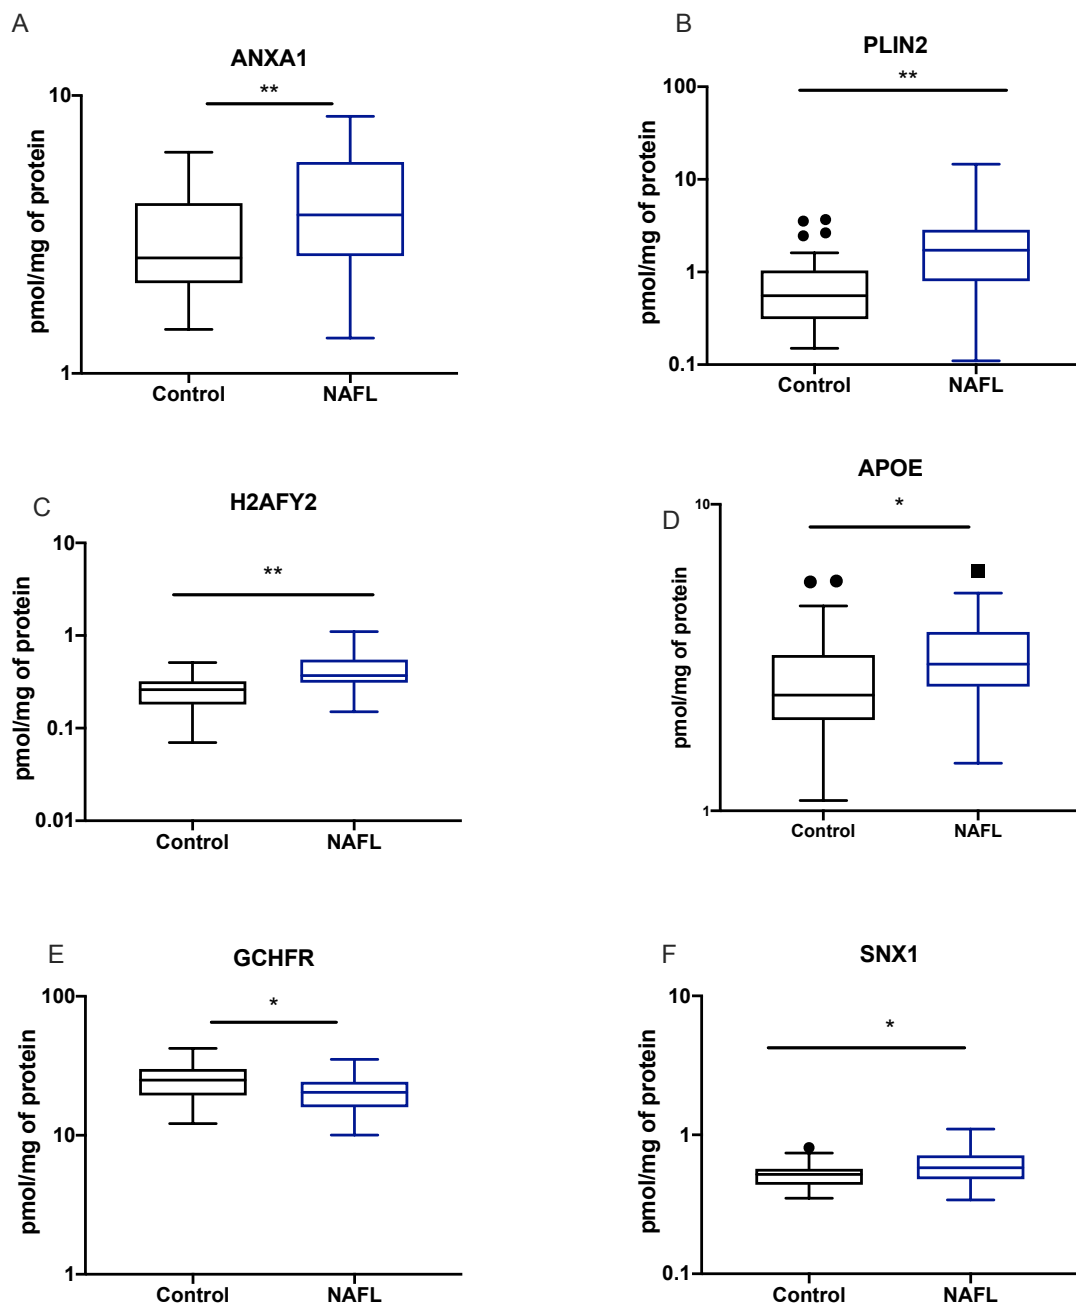 A
ANXA1
**
10
1
pmol/mg of protein
Control
NAFL
B
PLIN2
**
100
10
1
0.1
pmol/mg of protein
Control
NAFL
C
H2AFY2
**
10
1
0.1
0.01
pmol/mg of protein
Control
NAFL
D
APOE
*
10
1
pmol/mg of protein
Control
NAFL
E
GCHFR
*
100
10
1
pmol/mg of protein
Control
NAFL
F
SNX1
*
10
1
0.1
pmol/mg of protein
Control
NAFL